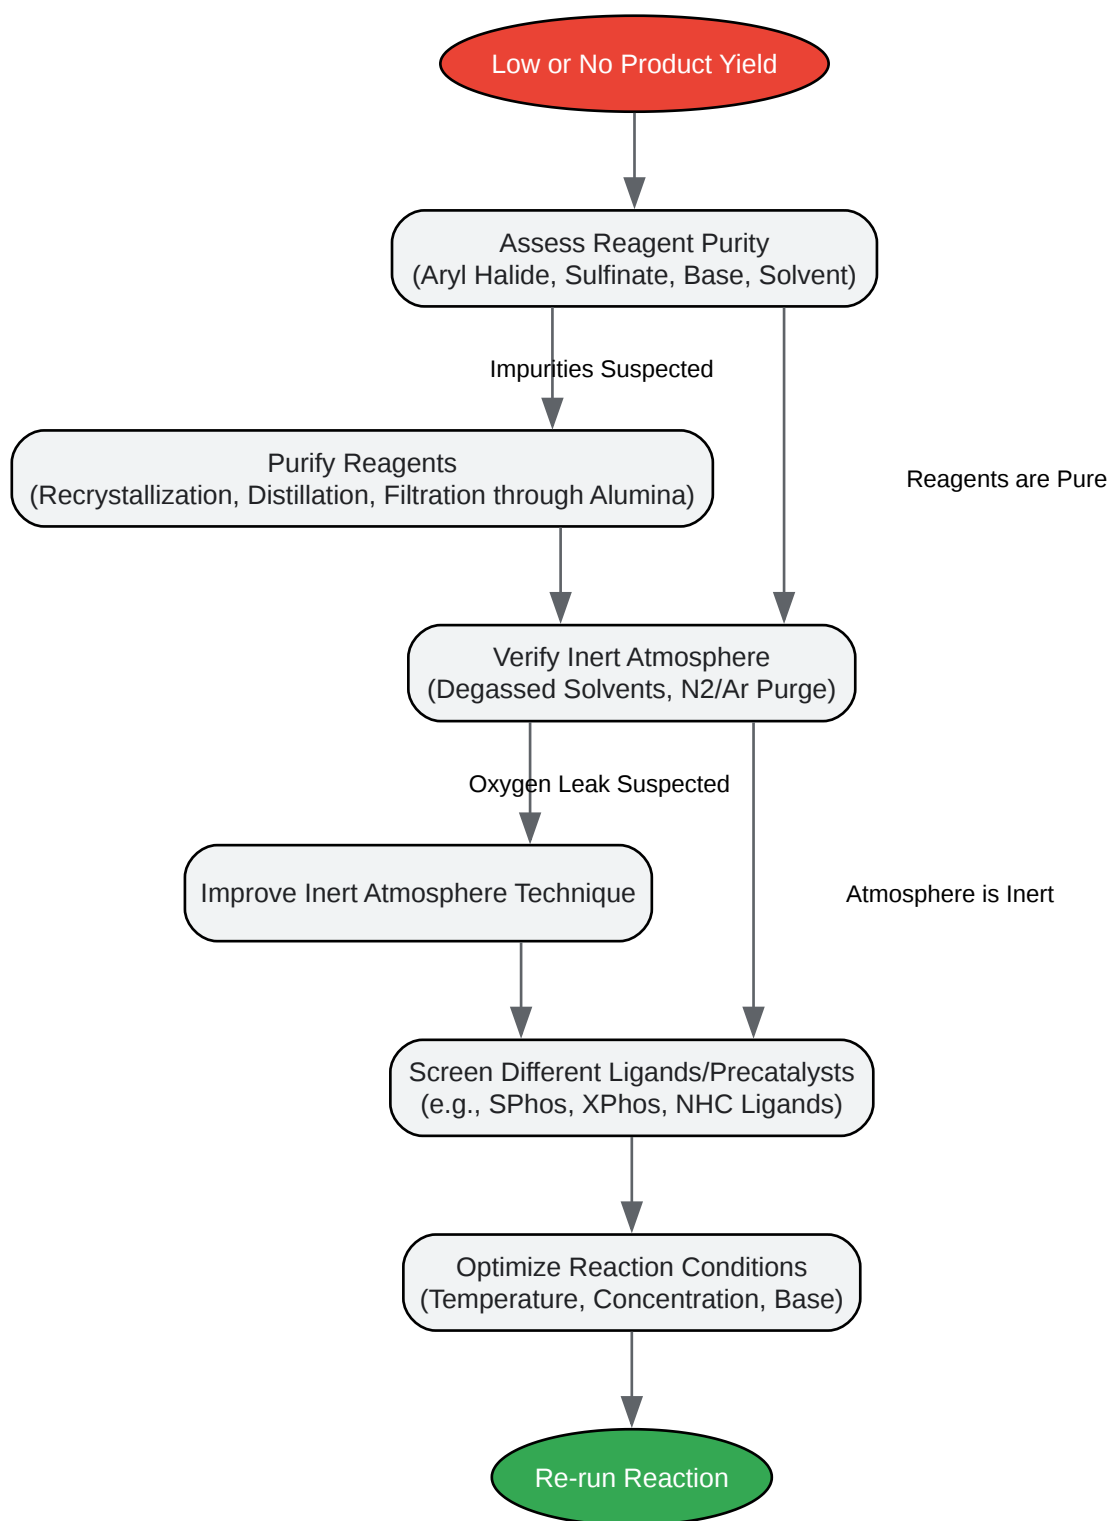 Low or No Product Yield
Assess Reagent Purity
(Aryl Halide, Sulfinate, Base, Solvent)
Impurities Suspected
Purify Reagents
(Recrystallization, Distillation, Filtration through Alumina)
Reagents are Pure
Verify Inert Atmosphere
(Degassed Solvents, N2/Ar Purge)
Oxygen Leak Suspected
Improve Inert Atmosphere Technique
Atmosphere is Inert
Screen Different Ligands/Precatalysts
(e.g., SPhos, XPhos, NHC Ligands)
Optimize Reaction Conditions
(Temperature, Concentration, Base)
Re-run Reaction